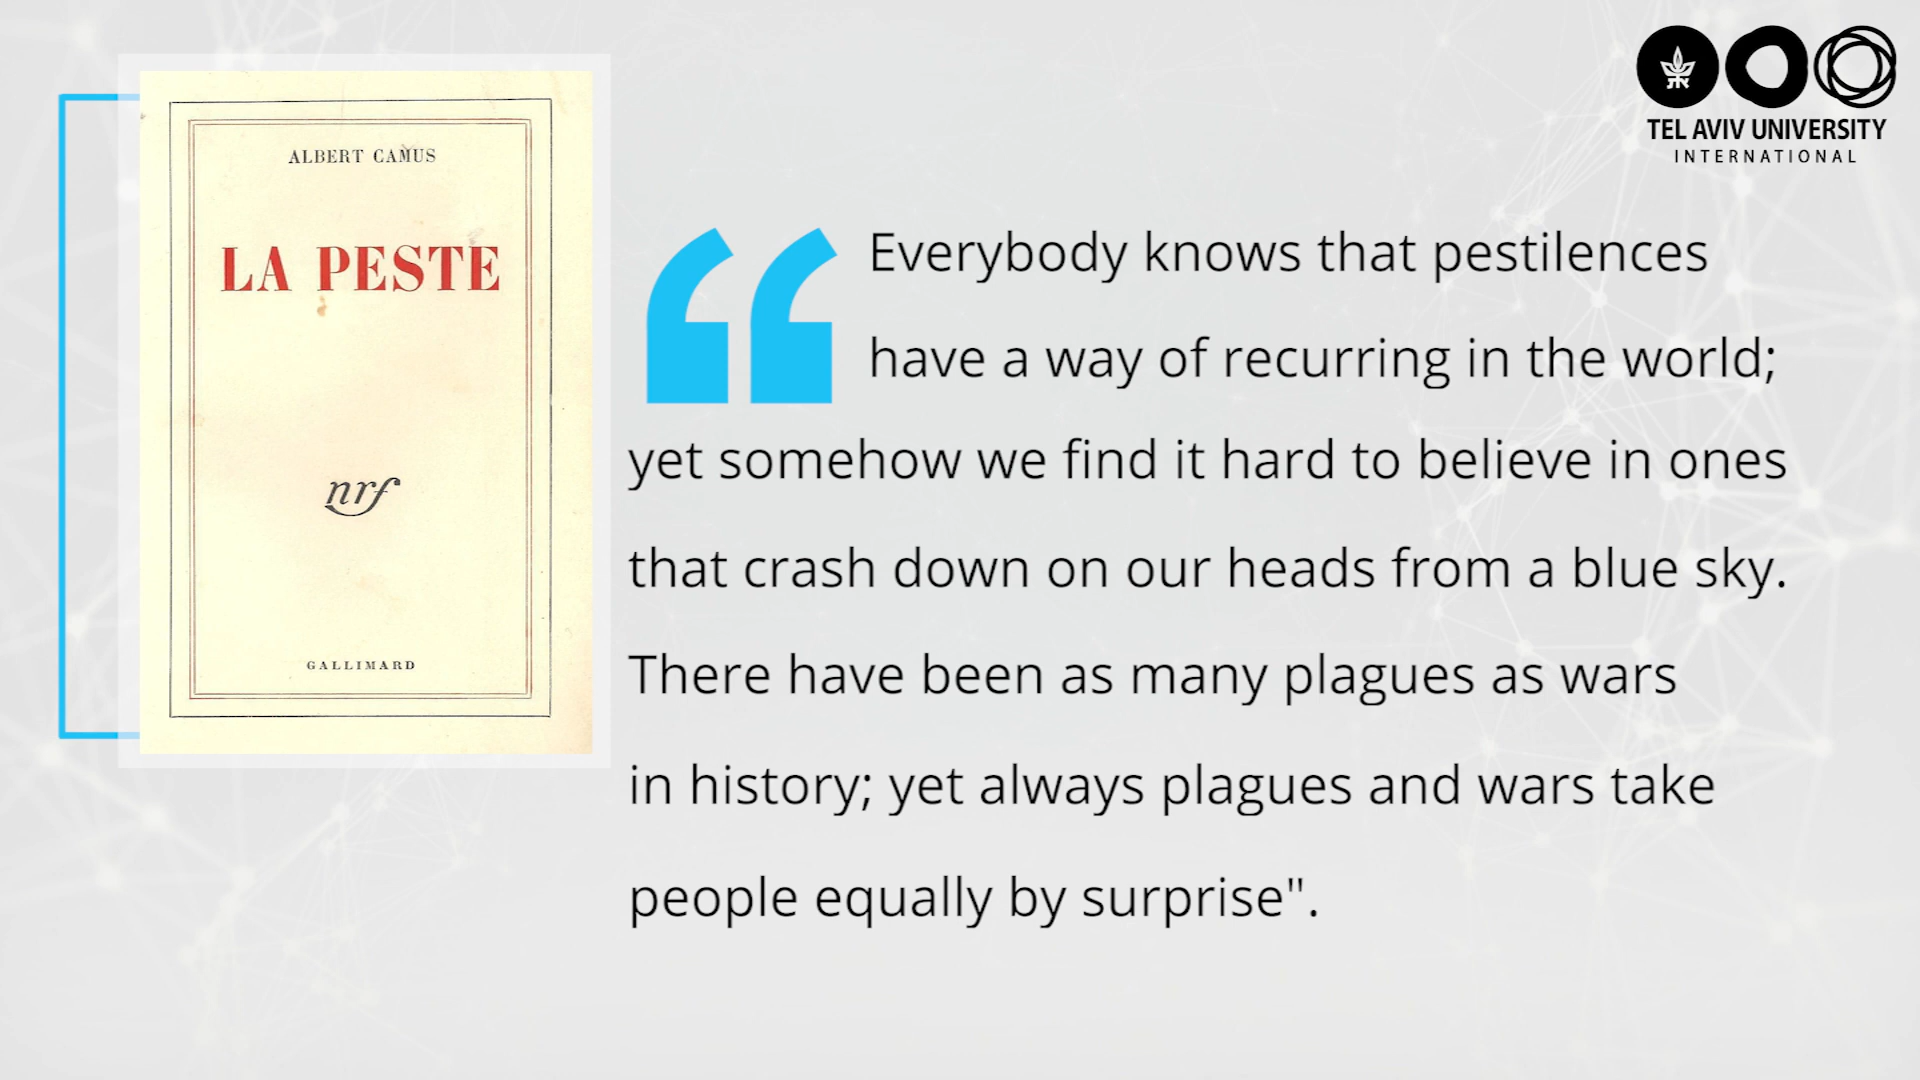 ALBERT CAMUS
LA PESTE
nrf
GALLIMARD
TEL AVIV UNIVERSITY
INTERNATIONAL
“Everybody knows that pestilences
have a way of recurring in the world;
yet somehow we find it hard to believe in ones
that crash down on our heads from a blue sky.
There have been as many plagues as wars
in history; yet always plagues and wars take
people equally by surprise".